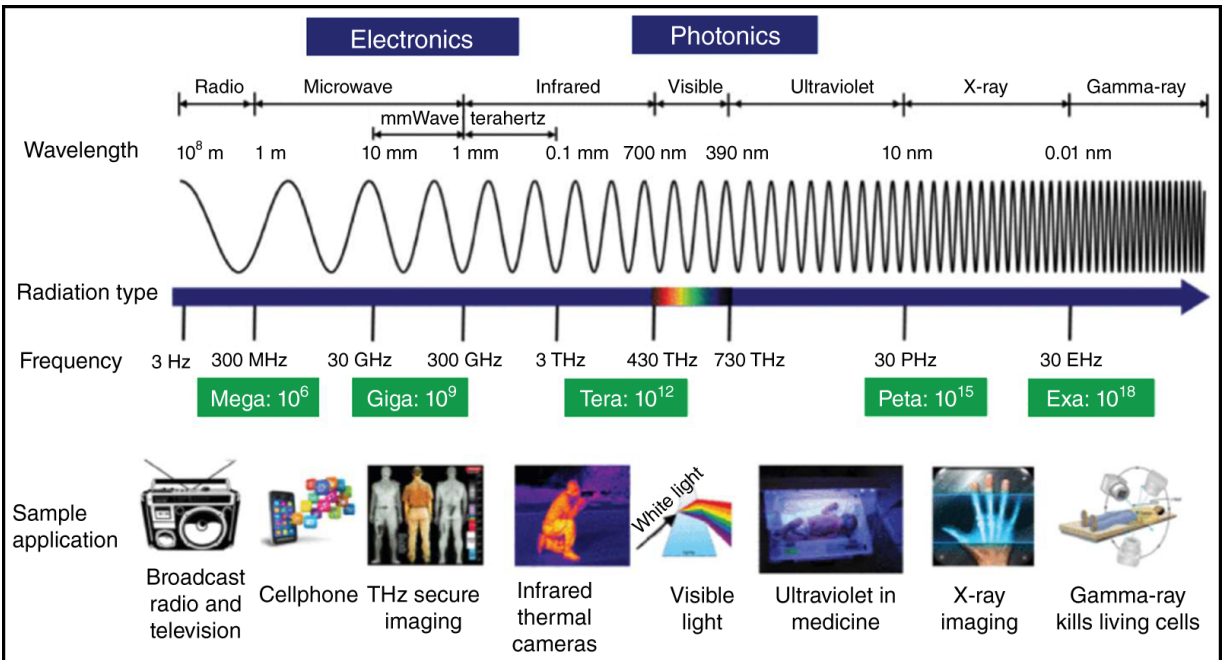 Electronics Photonics
Radio Microwave Infrared Visible Ultraviolet X-ray Gamma-ray
mmWave terahertz
Wavelength 10⁸ m 1 m 10 mm 1 mm 0.1 mm 700 nm 390 nm 10 nm 0.01 nm
Radiation type
Frequency 3 Hz 300 MHz 30 GHz 300 GHz 3 THz 430 THz 730 THz 30 PHz 30 EHz
Mega: 10⁶ Giga: 10⁹ Tera: 10¹² Peta: 10¹⁵ Exa: 10¹⁸
White light
Sample
application
Broadcast
radio and
television
Cellphone
THz secure
imaging
Infrared
thermal
cameras
Visible
light
Ultraviolet in
medicine
X-ray
imaging
Gamma-ray
kills living cells